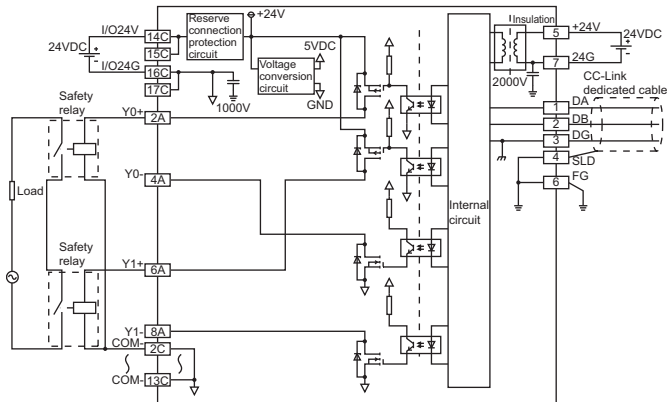 I/O24V
14C
15C
24VDC
I/O24G
16C
17C
Reserve
connection
protection
circuit
+24V
5VDC
Voltage
conversion
circuit
GND
1000V
Safety
relay
Y0+
2A
Y0-
4A
Load
Safety
relay
Y1+
6A
Y1-
8A
COM-
2C
COM-
13C
Internal
circuit
Insulation
2000V
5
+24V
7
24G
24VDC
CC-Link
dedicated cable
1
DA
2
DB
3
DG
4
SLD
6
FG